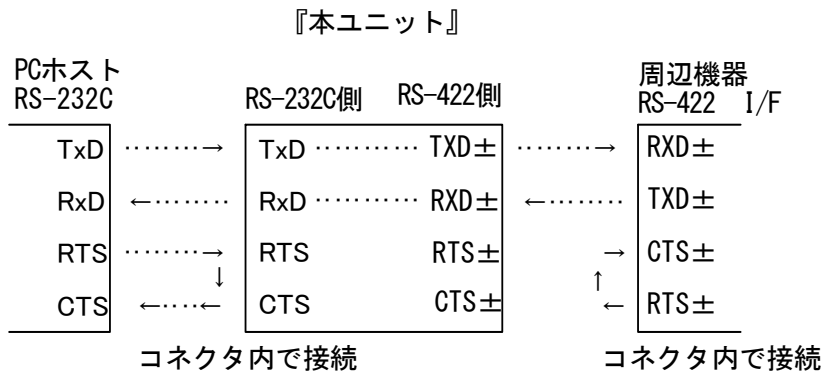 『本ユニット』
PCホスト
RS-232C
RS-232C側 RS-422側
周辺機器
RS-422 I/F
TxD ········→ TxD ··········· TXD± ········→ RXD±
RxD ←········ RxD ··········· RXD± ←········ TXD±
RTS ········→ RTS RTS± → CTS±
↓ ↑
CTS ←····← CTS CTS± ← RTS±
コネクタ内で接続 コネクタ内で接続